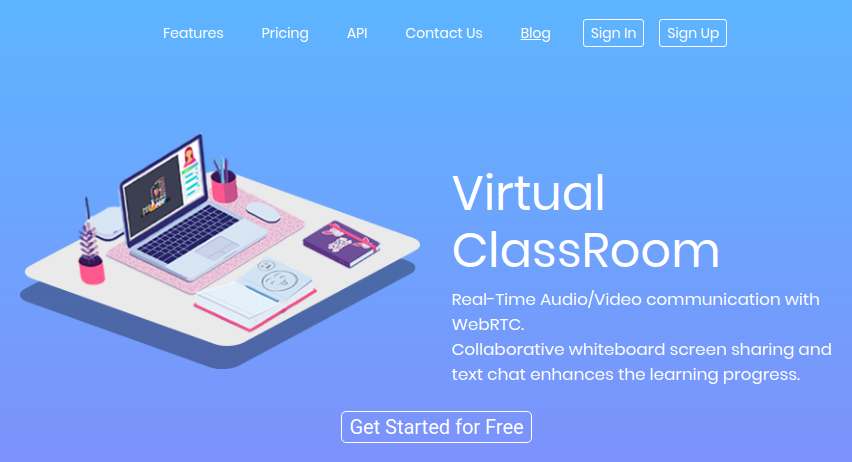 Features Pricing API Contact Us Blog Sign In Sign Up
Virtual
ClassRoom
Real-Time Audio/Video communication with
WebRTC.
Collaborative whiteboard screen sharing and
text chat enhances the learning progress.
Get Started for Free